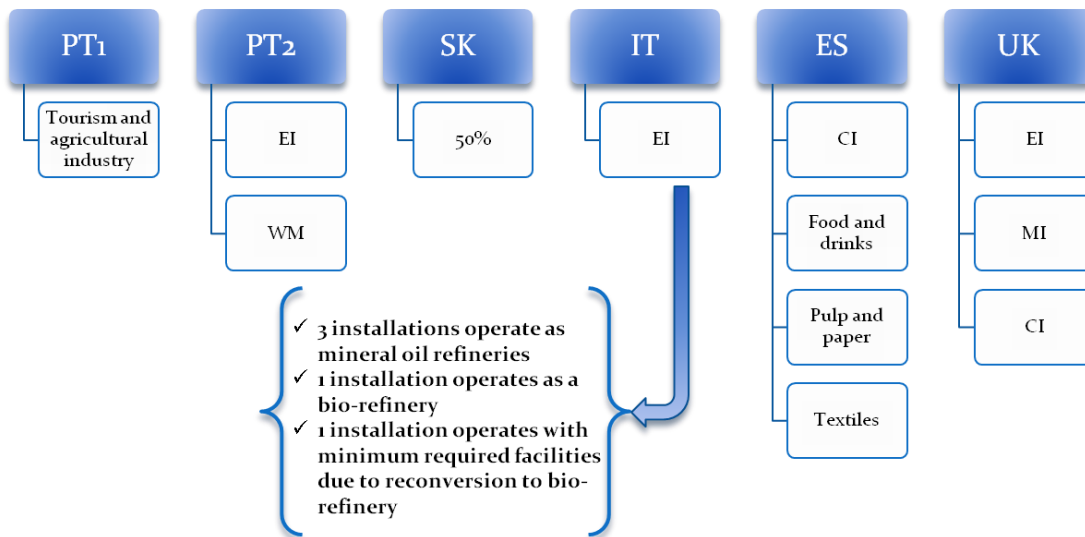 PT1
PT2
SK
IT
ES
UK
Tourism and
agricultural
industry
EI
WM
50%
EI
CI
Food and
drinks
Pulp and
paper
Textiles
EI
MI
CI
✓ 3 installations operate as
mineral oil refineries
✓ 1 installation operates as a
bio-refinery
✓ 1 installation operates with
minimum required facilities
due to reconversion to bio-
refinery